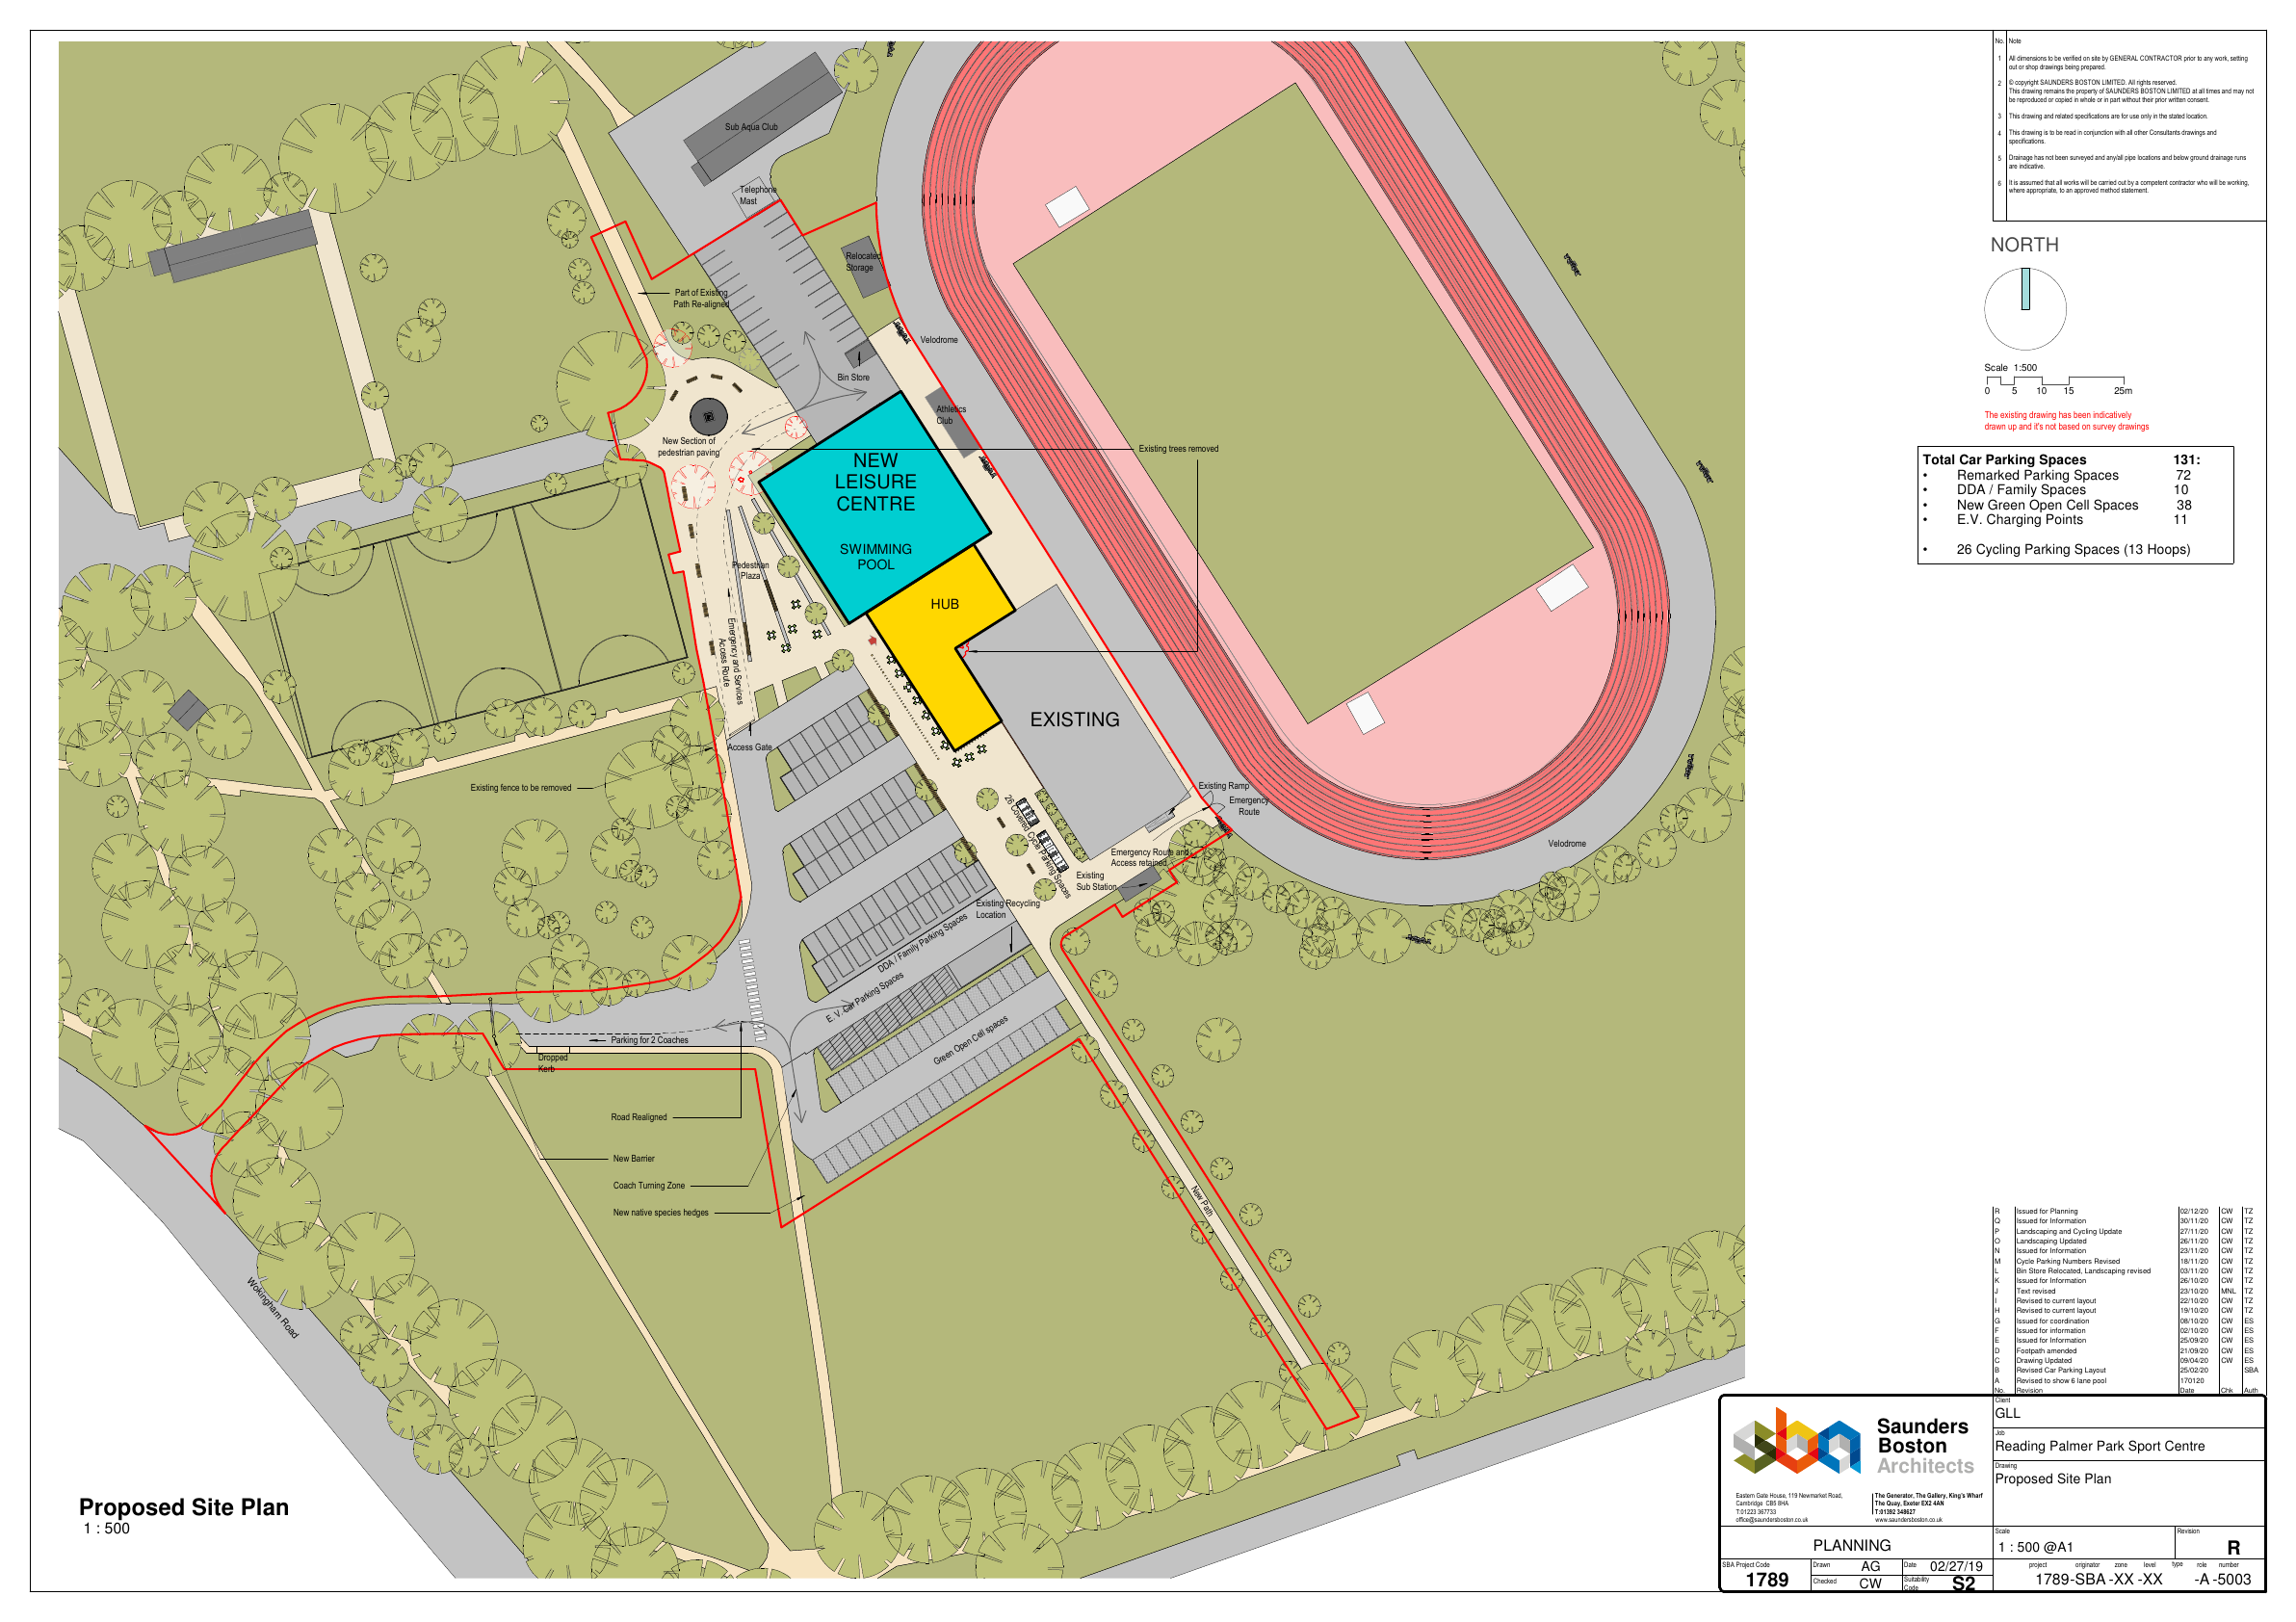 Sub Aqua Club
Telephone
Mast
Relocated
Storage
Part of Existing
Path Re-aligned
Velodrome
Bin Store
Athletics
Club
New Section of
pedestrian paving
Existing trees removed
NEW
LEISURE
CENTRE
SWIMMING
POOL
Pedestrian
Plaza
HUB
Emergency and Services
Access Route
EXISTING
Access Gate
Existing fence to be removed
Existing Ramp
Emergency
Route
26 Covered Cycle Parking Spaces
Emergency Route and
Access retained
Existing
Sub Station
Velodrome
Existing Recycling
Location
DDA / Family Parking Spaces
E.V. Car Parking Spaces
Green Open Cell spaces
Parking for 2 Coaches
Dropped
Kerb
Road Realigned
New Barrier
Coach Turning Zone
New native species hedges
New Path
Wokingham Road
Proposed Site Plan
1 : 500
No. Note
1 All dimensions to be verified on site by GENERAL CONTRACTOR prior to any work, setting
out or shop drawings being prepared.
2 © copyright SAUNDERS BOSTON LIMITED. All rights reserved.
This drawing remains the property of SAUNDERS BOSTON LIMITED at all times and may not
be reproduced or copied in whole or in part without their prior written consent.
3 This drawing and related specifications are for use only in the stated location.
4 This drawing is to be read in conjunction with all other Consultants drawings and
specifications.
5 Drainage has not been surveyed and any/all pipe locations and below ground drainage runs
are indicative.
6 It is assumed that all works will be carried out by a competent contractor who will be working,
where appropriate, to an approved method statement.
NORTH
Scale 1:500
0 5 10 15 25m
The existing drawing has been indicatively
drawn up and it's not based on survey drawings
Total Car Parking Spaces 131:
• Remarked Parking Spaces 72
• DDA / Family Spaces 10
• New Green Open Cell Spaces 38
• E.V. Charging Points 11
• 26 Cycling Parking Spaces (13 Hoops)
R Issued for Planning 02/12/20 CW TZ
Q Issued for Information 30/11/20 CW TZ
P Landscaping and Cycling Update 27/11/20 CW TZ
O Landscaping Updated 26/11/20 CW TZ
N Issued for Information 23/11/20 CW TZ
M Cycle Parking Numbers Revised 18/11/20 CW TZ
L Bin Store Relocated, Landscaping revised 03/11/20 CW TZ
K Issued for Information 26/10/20 CW TZ
J Text revised 23/10/20 MNL TZ
I Revised to current layout 22/10/20 CW TZ
H Revised to current layout 19/10/20 CW TZ
G Issued for coordination 08/10/20 CW ES
F Issued for information 02/10/20 CW ES
E Issued for Information 25/09/20 CW ES
D Footpath amended 21/09/20 CW ES
C Drawing Updated 09/04/20 CW ES
B Revised Car Parking Layout 25/02/20 SBA
A Revised to show 6 lane pool 170120
No. Revision Date Chk Auth
sba
Saunders
Boston
Architects
Eastern Gate House, 119 Newmarket Road,
Cambridge CB5 8HA
T:01223 367733
office@saundersboston.co.uk
The Generator, The Gallery, King's Wharf
The Quay, Exeter EX2 4AN
T:01392 348627
www.saundersboston.co.uk
Client
GLL
Job
Reading Palmer Park Sport Centre
Drawing
Proposed Site Plan
PLANNING
Scale
1 : 500 @A1
Revision
R
SBA Project Code
1789
Drawn AG
Date 02/27/19
Checked CW
Suitability
Code S2
project originator zone level type role number
1789-SBA -XX -XX -A -5003